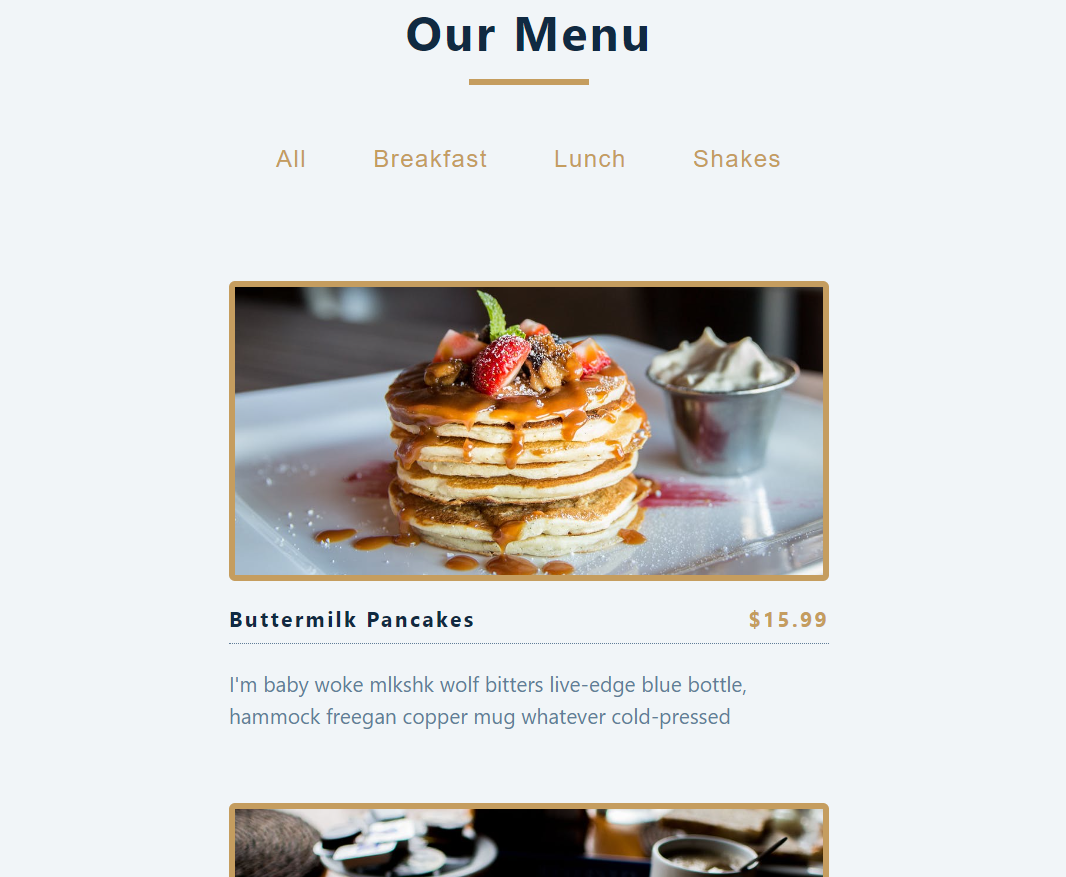 Our Menu
All Breakfast Lunch Shakes
Buttermilk Pancakes $15.99
I'm baby woke mlkshk wolf bitters live-edge blue bottle,
hammock freegan copper mug whatever cold-pressed